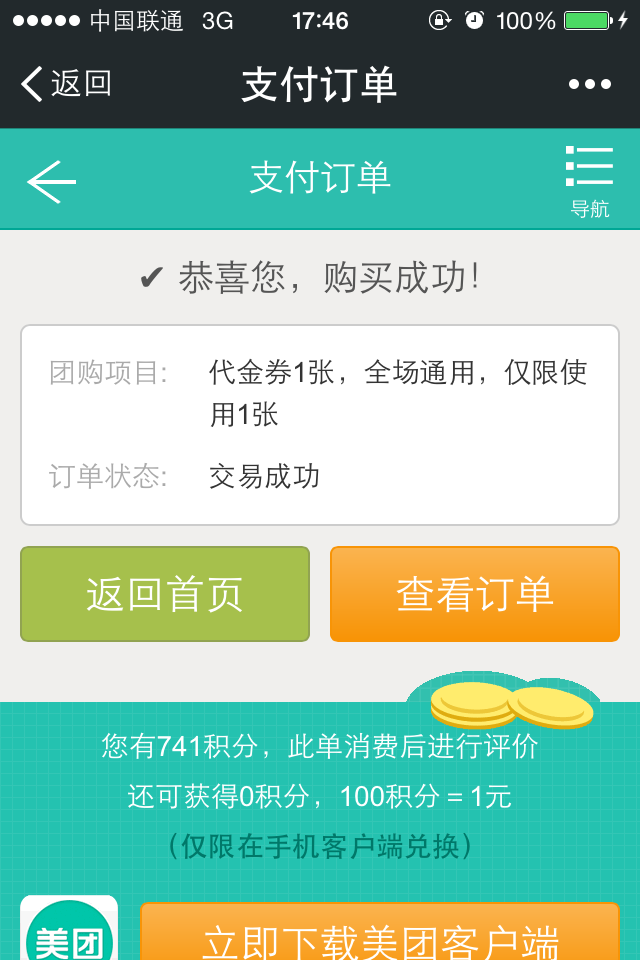 中国联通 3G 17:46 100%
返回 支付订单
支付订单
导航
✔ 恭喜您，购买成功！
团购项目: 代金券1张，全场通用，仅限使
用1张
订单状态: 交易成功
返回首页 查看订单
您有741积分，此单消费后进行评价
还可获得0积分，100积分＝1元
（仅限在手机客户端兑换）
美团 立即下载美团客户端